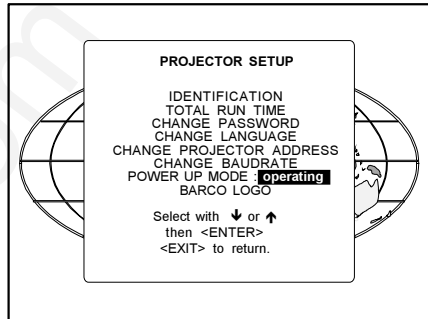 PROJECTOR SETUP
IDENTIFICATION
TOTAL RUN TIME
CHANGE PASSWORD
CHANGE LANGUAGE
CHANGE PROJECTOR ADDRESS
CHANGE BAUDRATE
POWER UP MODE : operating
BARCO LOGO
Select with ↓ or ↑
then <ENTER>
<EXIT> to return.